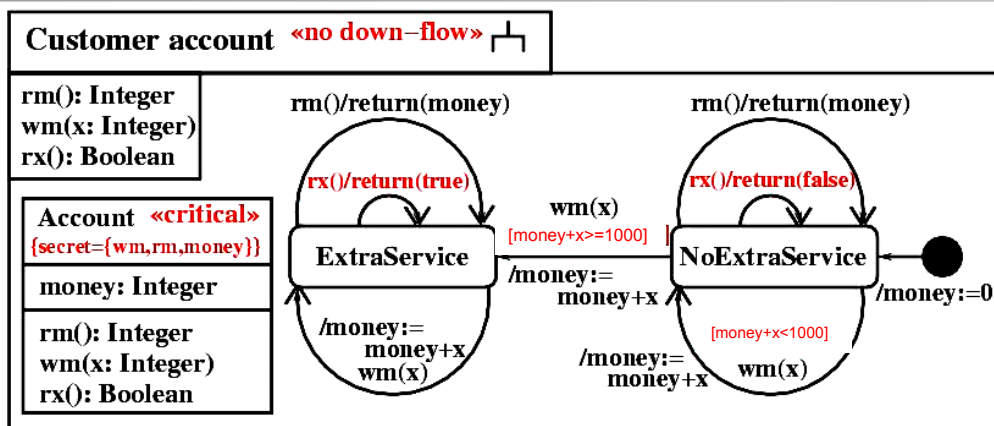 Customer account «no down-flow»
rm(): Integer
wm(x: Integer)
rx(): Boolean
Account «critical»
{secret={wm,rm,money}}
money: Integer
rm(): Integer
wm(x: Integer)
rx(): Boolean
rm()/return(money)
rx()/return(true)
ExtraService
/money:=
money+x
wm(x)
wm(x)
[money+x>=1000]
/money:=
money+x
rm()/return(money)
rx()/return(false)
NoExtraService
/money:=0
[money+x<1000]
/money:=
money+x
wm(x)